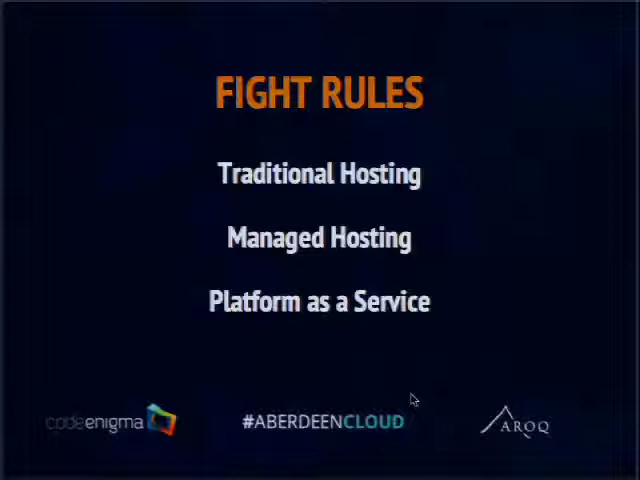 FIGHT RULES
Traditional Hosting
Managed Hosting
Platform as a Service
codeenigma
#ABERDEENCLOUD
AROQ